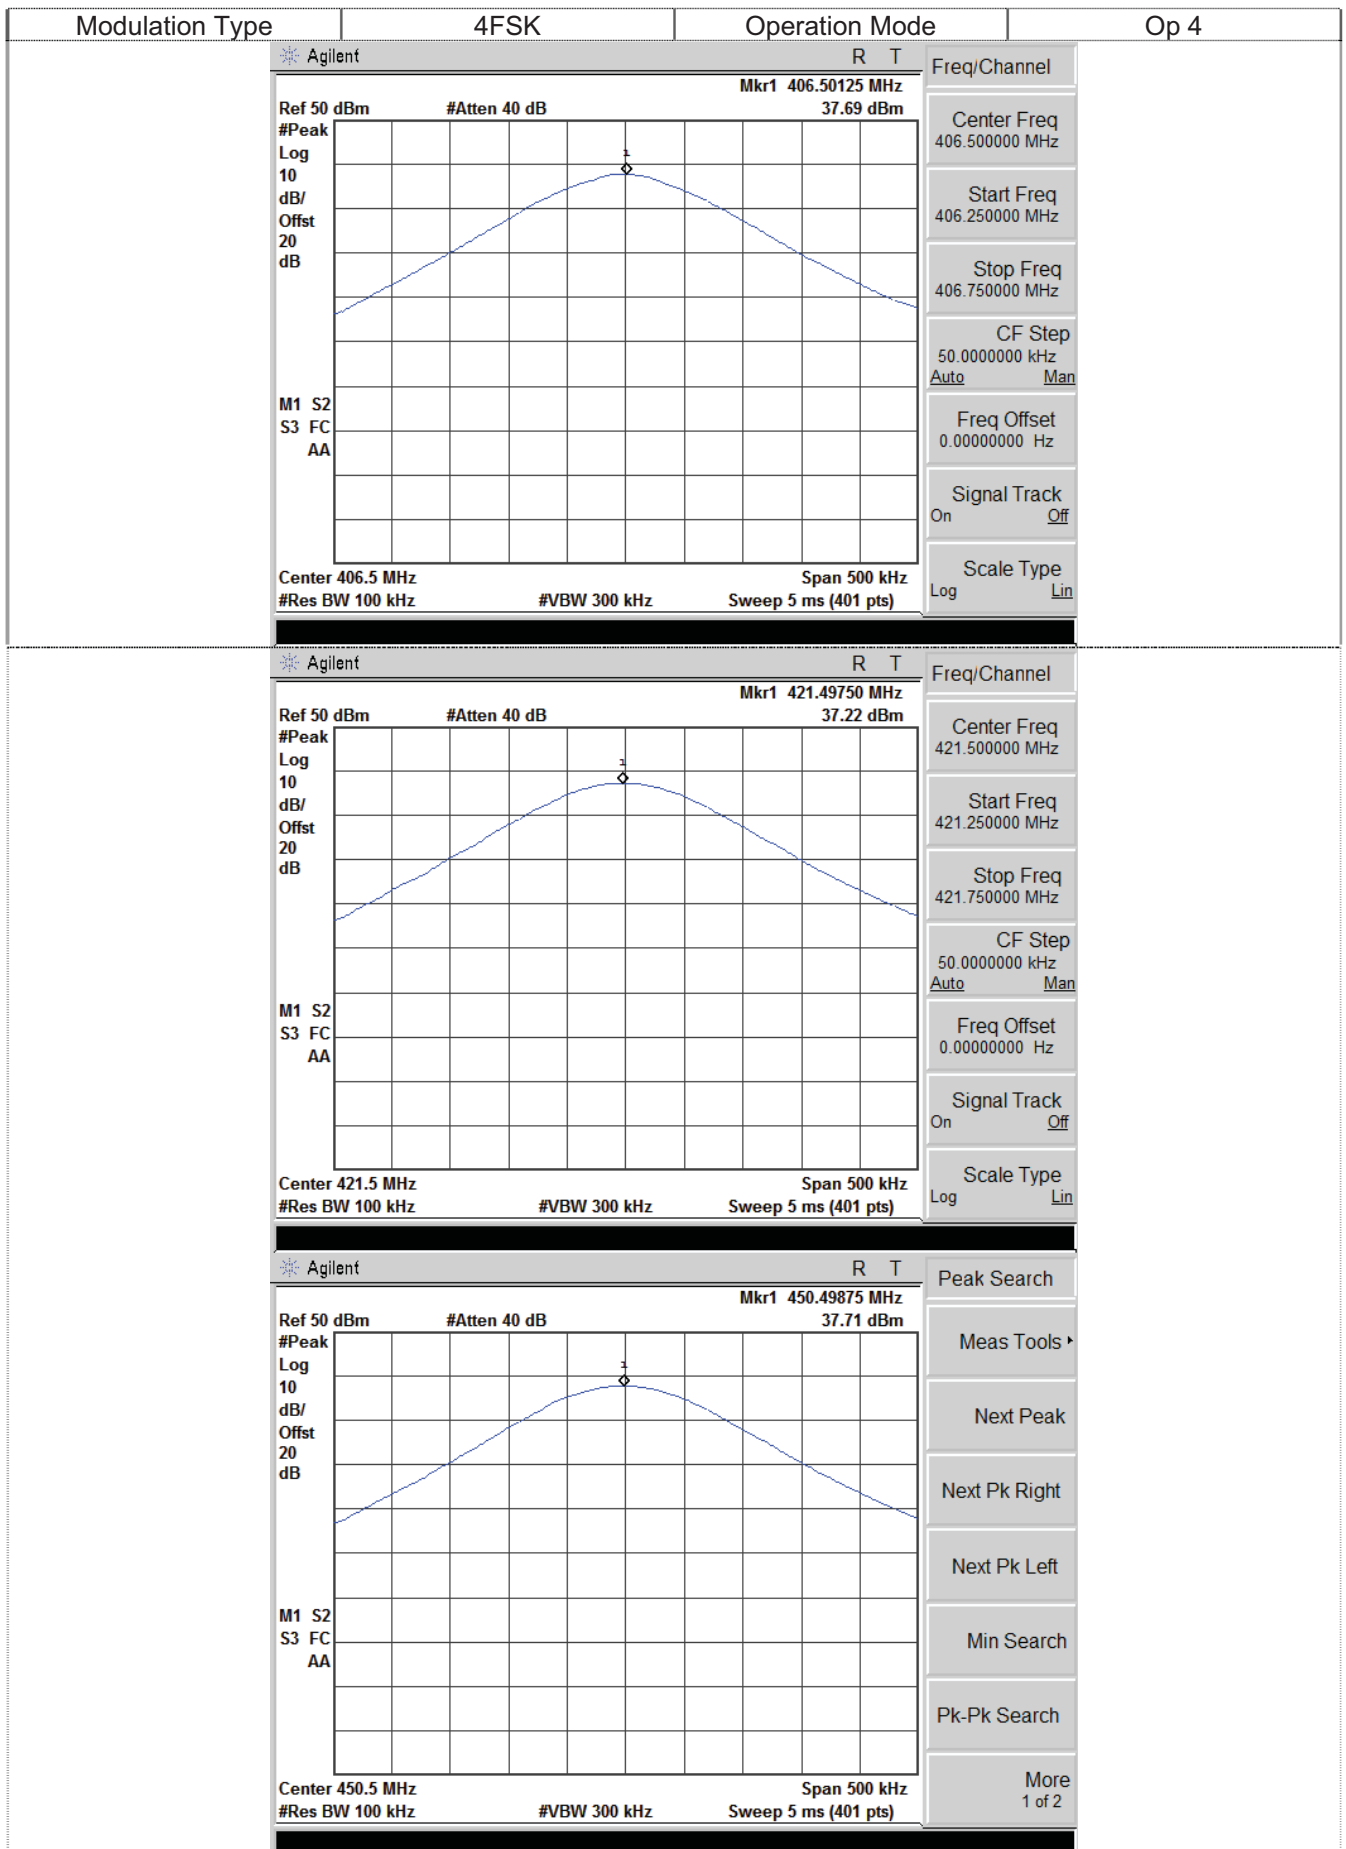 Modulation Type 4FSK Operation Mode Op 4
Agilent R T Freq/Channel
Mkr1 406.50125 MHz
Ref 50 dBm #Atten 40 dB 37.69 dBm
#Peak
Log
10
dB/
Offst
20
dB
1
M1 S2
S3 FC
AA
Center 406.5 MHz Span 500 kHz
#Res BW 100 kHz #VBW 300 kHz Sweep 5 ms (401 pts)
Center Freq
406.500000 MHz
Start Freq
406.250000 MHz
Stop Freq
406.750000 MHz
CF Step
50.0000000 kHz
Auto Man
Freq Offset
0.00000000 Hz
Signal Track
On Off
Scale Type
Log Lin
Agilent R T Freq/Channel
Mkr1 421.49750 MHz
Ref 50 dBm #Atten 40 dB 37.22 dBm
#Peak
Log
10
dB/
Offst
20
dB
1
M1 S2
S3 FC
AA
Center 421.5 MHz Span 500 kHz
#Res BW 100 kHz #VBW 300 kHz Sweep 5 ms (401 pts)
Center Freq
421.500000 MHz
Start Freq
421.250000 MHz
Stop Freq
421.750000 MHz
CF Step
50.0000000 kHz
Auto Man
Freq Offset
0.00000000 Hz
Signal Track
On Off
Scale Type
Log Lin
Agilent R T Peak Search
Mkr1 450.49875 MHz
Ref 50 dBm #Atten 40 dB 37.71 dBm
#Peak
Log
10
dB/
Offst
20
dB
1
M1 S2
S3 FC
AA
Center 450.5 MHz Span 500 kHz
#Res BW 100 kHz #VBW 300 kHz Sweep 5 ms (401 pts)
Meas Tools
Next Peak
Next Pk Right
Next Pk Left
Min Search
Pk-Pk Search
More
1 of 2